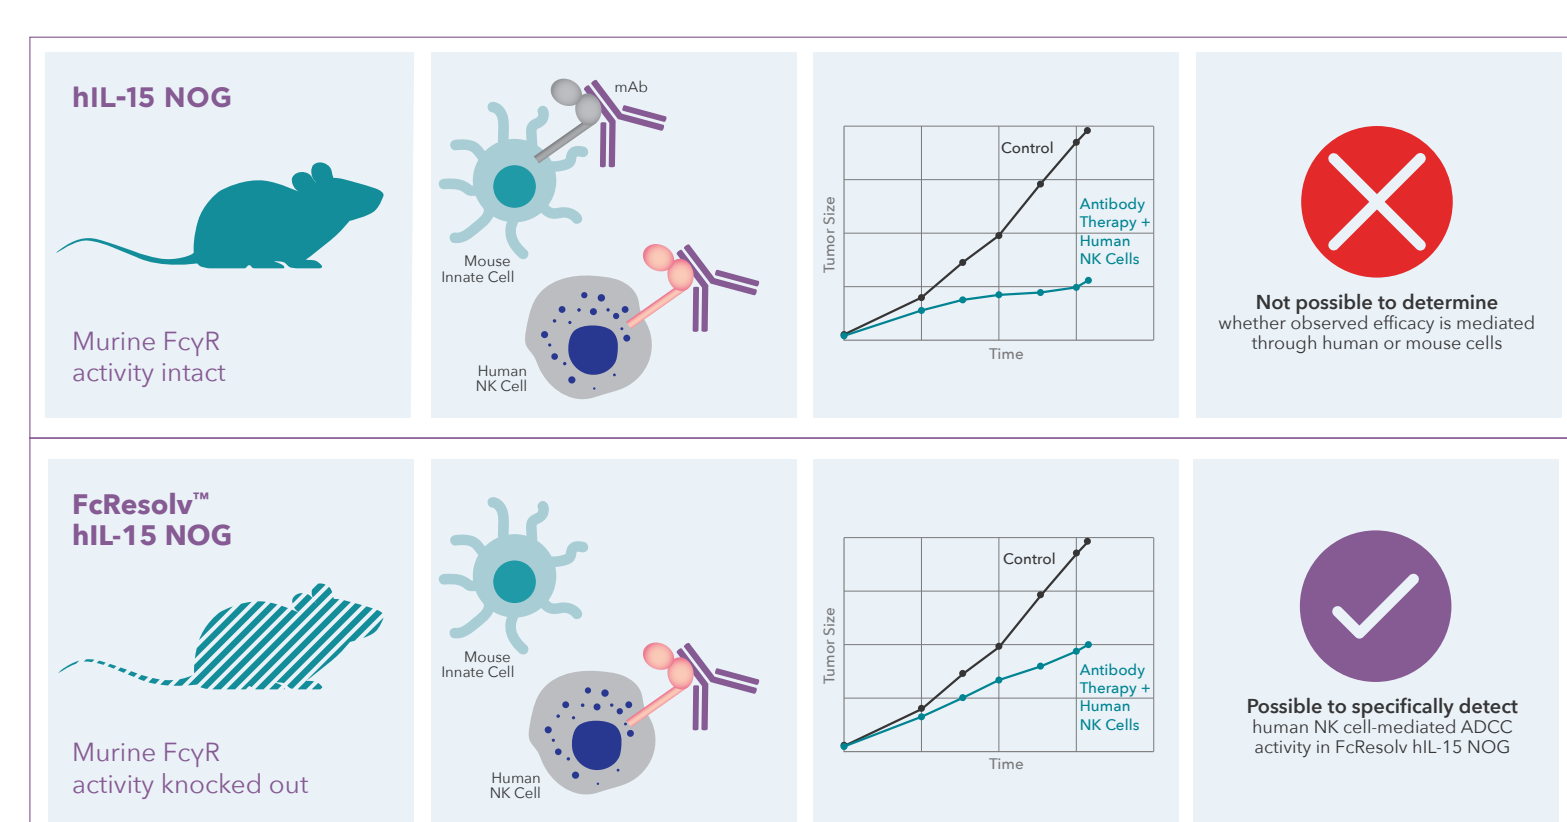 hIL-15 NOG
Murine FcγR
activity intact
mAb
Mouse
Innate Cell
Human
NK Cell
Tumor Size
Control
Antibody
Therapy +
Human
NK Cells
Time
Not possible to determine
whether observed efficacy is mediated
through human or mouse cells
FcResolv™
hIL-15 NOG
Murine FcγR
activity knocked out
Mouse
Innate Cell
Human
NK Cell
Tumor Size
Control
Antibody
Therapy +
Human
NK Cells
Time
Possible to specifically detect
human NK cell-mediated ADCC
activity in FcResolv hIL-15 NOG